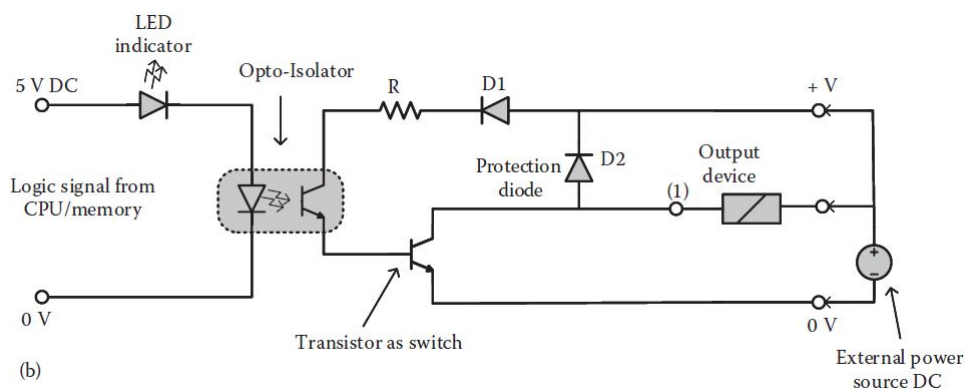 LED
indicator
5 V DC
Opto-Isolator
R
D1
+ V
Logic signal from
CPU/memory
Protection
diode
D2
(1)
Output
device
+
−
0 V
Transistor as switch
0 V
(b)
External power
source DC